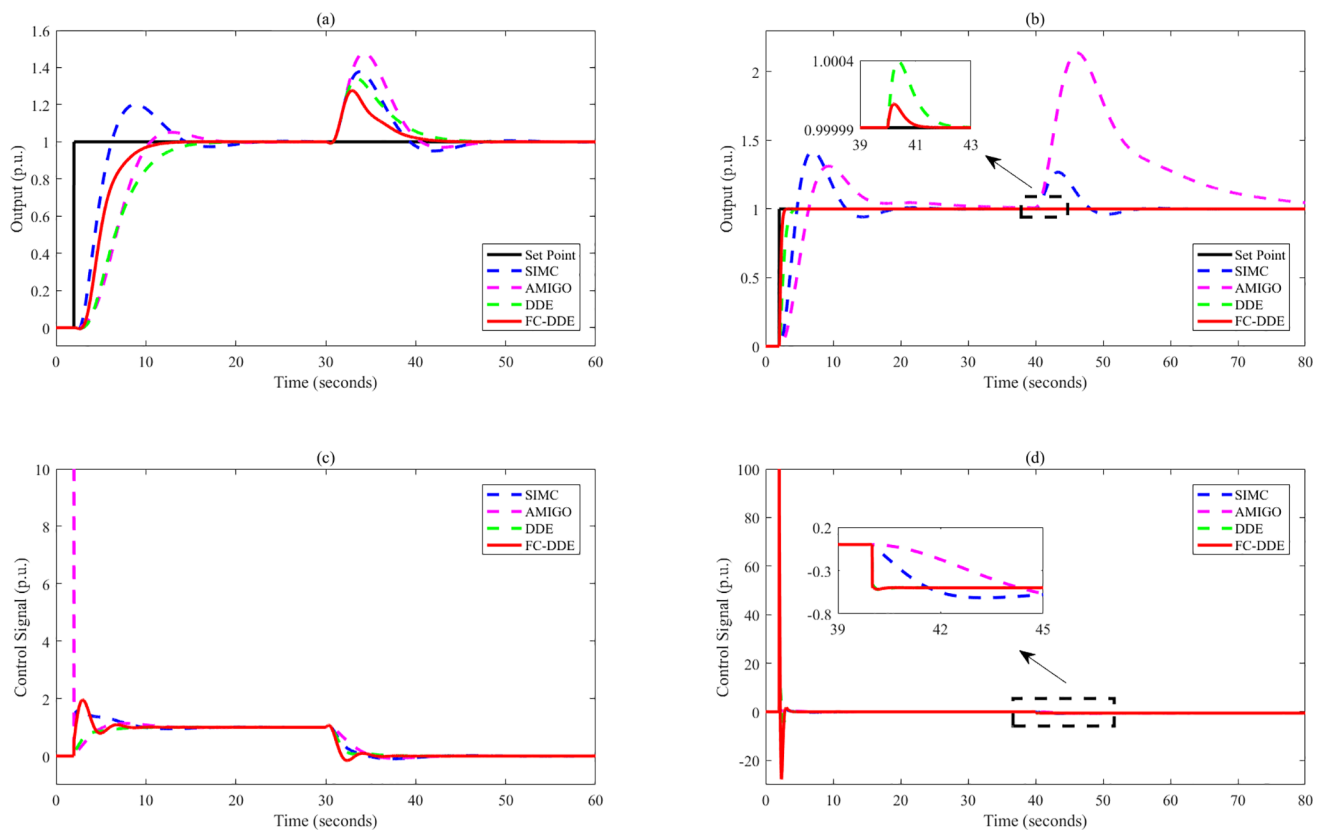 (a)
1.6
1.4
1.2
1
0.8
0.6
0.4
0.2
0
Output (p.u.)
Set Point
SIMC
AMIGO
DDE
FC-DDE
0 10 20 30 40 50 60
Time (seconds)
(b)
2
1.5
1
0.5
0
Output (p.u.)
1.0004
0.99999
39 41 43
Set Point
SIMC
AMIGO
DDE
FC-DDE
0 10 20 30 40 50 60 70 80
Time (seconds)
(c)
10
8
6
4
2
0
Control Signal (p.u.)
SIMC
AMIGO
DDE
FC-DDE
0 10 20 30 40 50 60
Time (seconds)
(d)
100
80
60
40
20
0
-20
Control Signal (p.u.)
0.2
-0.3
-0.8
39 42 45
SIMC
AMIGO
DDE
FC-DDE
0 10 20 30 40 50 60 70 80
Time (seconds)